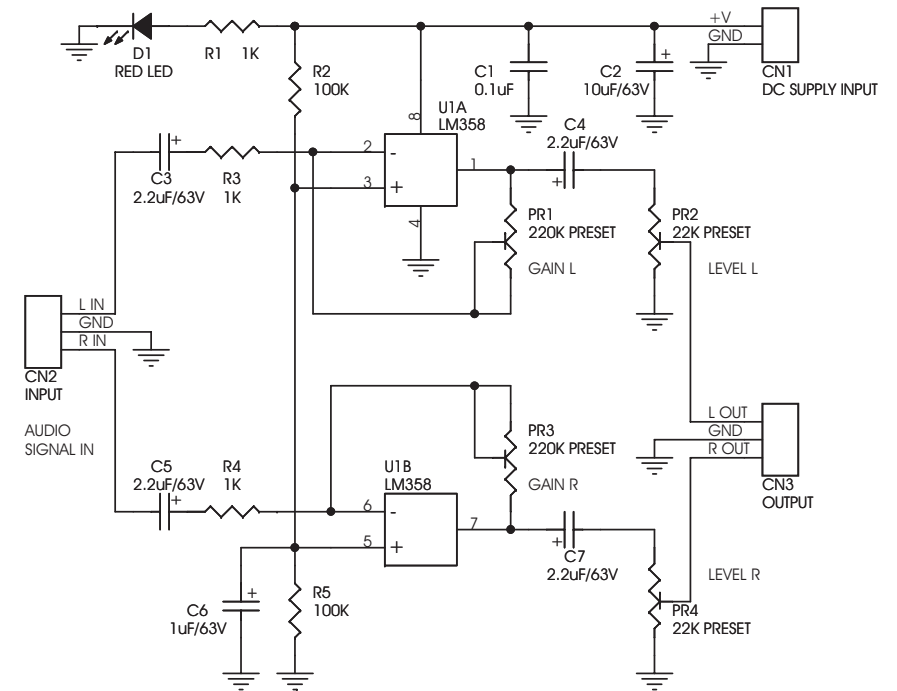 +V
GND
D1
RED LED
R1 1K
CN1
DC SUPPLY INPUT
R2
100K
C1
0.1uF
C2
10uF/63V
+
U1A
LM358
8
C4
2.2uF/63V
+
C3
2.2uF/63V
+
R3
1K
2
-
3
+
1
4
PR1
220K PRESET
GAIN L
PR2
22K PRESET
LEVEL L
L IN
GND
R IN
CN2
INPUT
AUDIO
SIGNAL IN
L OUT
GND
R OUT
CN3
OUTPUT
PR3
220K PRESET
GAIN R
C5
2.2uF/63V
+
R4
1K
U1B
LM358
6
-
5
+
7
+
C7
2.2uF/63V
LEVEL R
PR4
22K PRESET
C6
1uF/63V
+
R5
100K